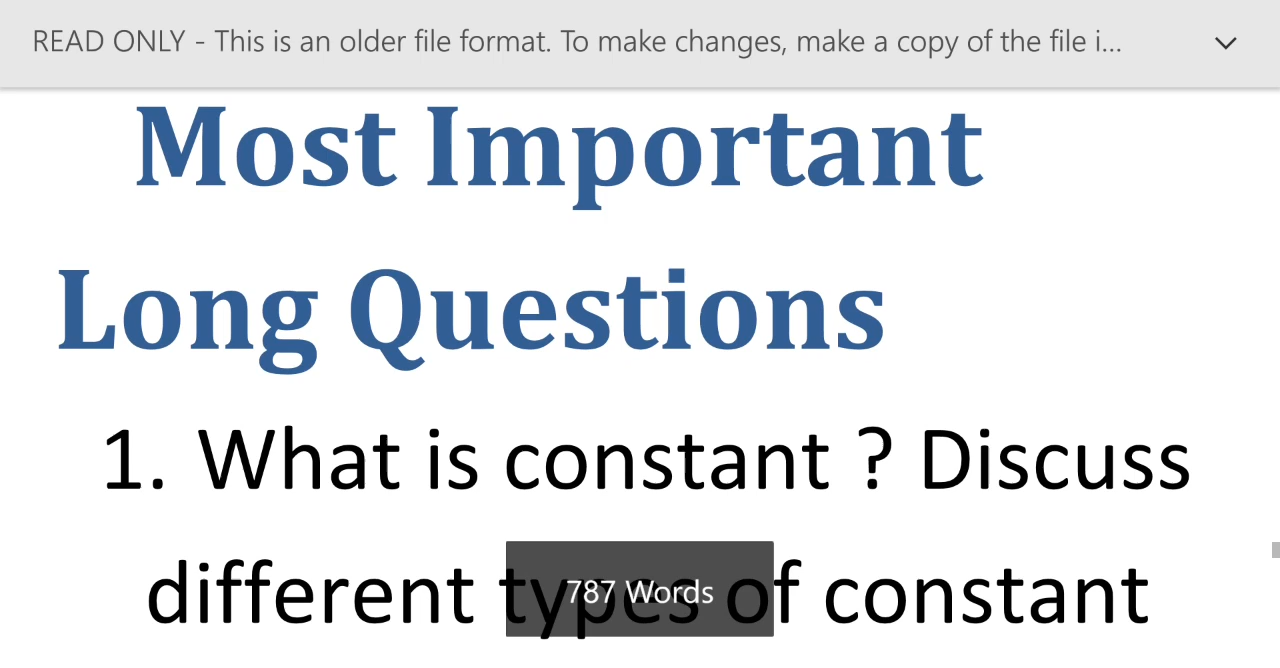 READ ONLY - This is an older file format. To make changes, make a copy of the file i...
Most Important
Long Questions
1. What is constant ? Discuss
different types of constant
787 Words